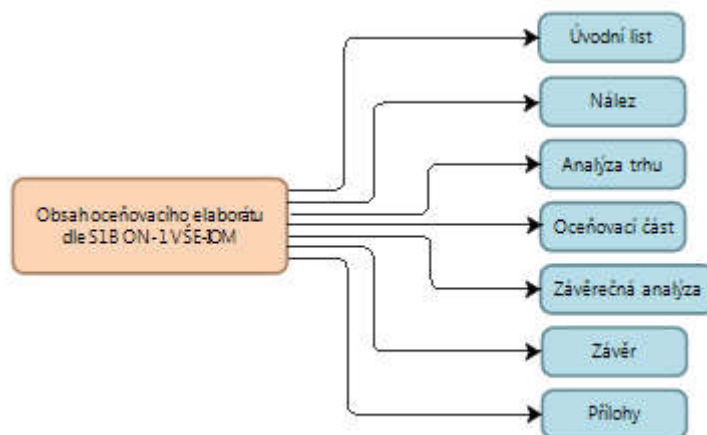 Úvodní list
Nález
Analýza trhu
Obsah oceňovacího elaborátu
dle S1B ON-1 VŠE-IOM
Oceňovací část
Závěrečná analýza
Závěr
Přílohy